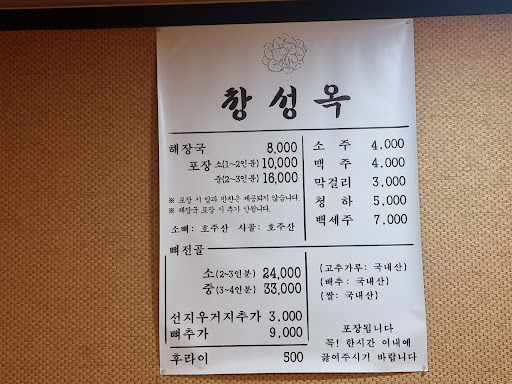 창성옥
해장국 8,000
포장 소(1~2인분) 10,000
중(2~3인분) 16,000
※ 포장 시 밥과 반찬은 제공되지 않습니다.
※ 해장국 포장 시 추가 안됩니다.
소뼈: 호주산 사골: 호주산
뼈전골
소(2~3인분) 24,000
중(3~4인분) 33,000
선지우거지추가 3,000
뼈추가 9,000
후라이 500
소 주 4,000
맥 주 4,000
막걸리 3,000
청 하 5,000
백세주 7,000
(고추가루: 국내산)
(배추: 국내산)
(쌀: 국내산)
포장됩니다
꼭! 한시간 이내에
끓여주시기 바랍니다